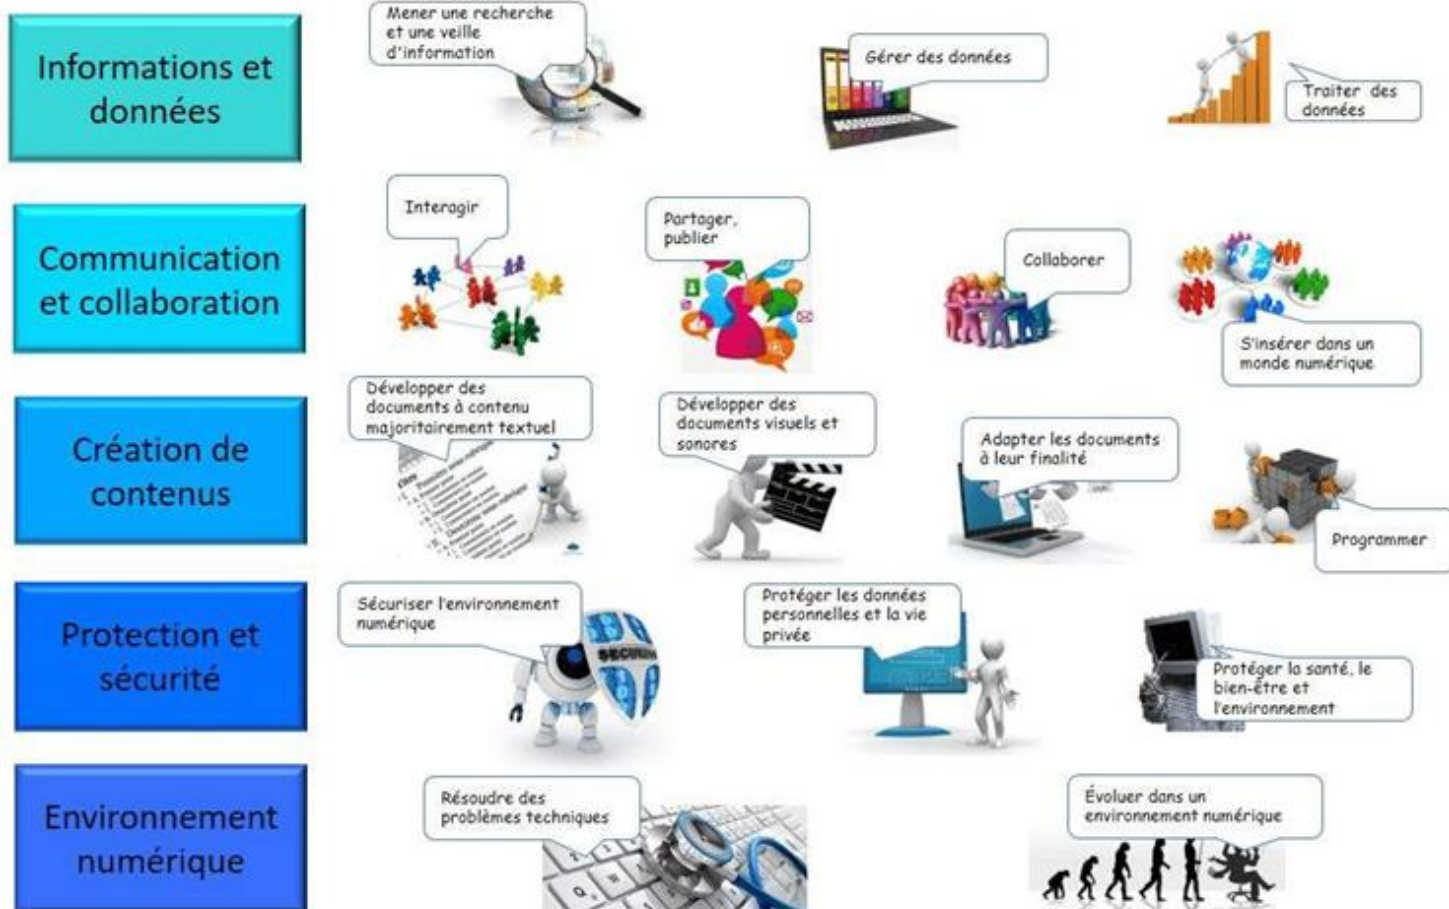 Informations et
données
Mener une recherche
et une veille
d'information
Gérer des données
Traiter des
données
Communication
et collaboration
Interagir
Partager,
publier
Collaborer
S'insérer dans un
monde numérique
Création de
contenus
Développer des
documents à contenu
majoritairement textuel
Développer des
documents visuels et
sonores
Adapter les documents
à leur finalité
Programmer
Protection et
sécurité
Sécuriser l'environnement
numérique
Protéger les données
personnelles et la vie
privée
Protéger la santé, le
bien-être et
l'environnement
Environnement
numérique
Résoudre des
problèmes techniques
Évoluer dans un
environnement numérique